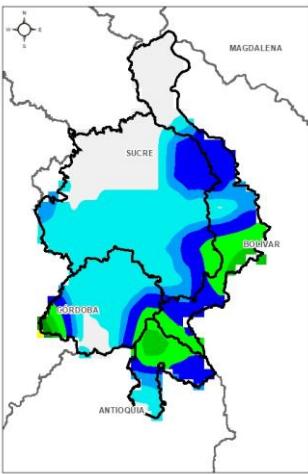 N
W E
S
MAGDALENA
SUCRE
BOLIVAR
CÓRDOBA
ANTIOQUIA